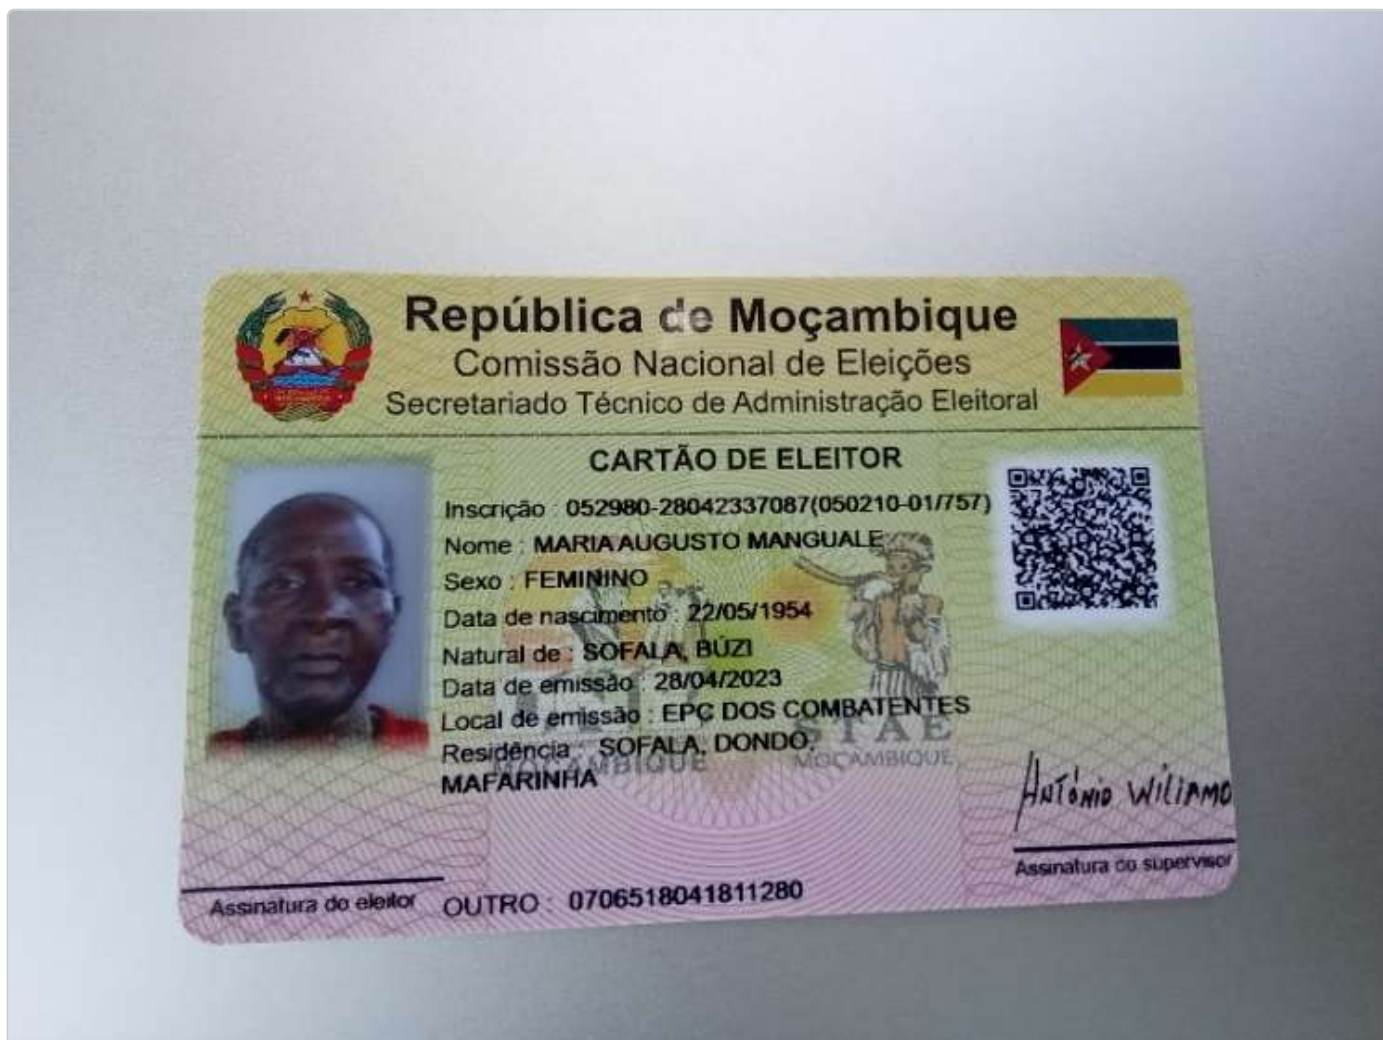 República de Moçambique
Comissão Nacional de Eleições
Secretariado Técnico de Administração Eleitoral
CARTÃO DE ELEITOR
Inscrição : 052980-28042337087(050210-01/757)
Nome : MARIA AUGUSTO MANGUALE
Sexo : FEMININO
Data de nascimento : 22/05/1954
Natural de : SOFALA, BÚZI
Data de emissão : 28/04/2023
Local de emissão : EPC DOS COMBATENTES
Residência : SOFALA, DONDO,
MAFARINHA
STAE
MOÇAMBIQUE
MOÇAMBIQUE
António Wiliamo
Assinatura do supervisor
Assinatura do eleitor
OUTRO : 0706518041811280